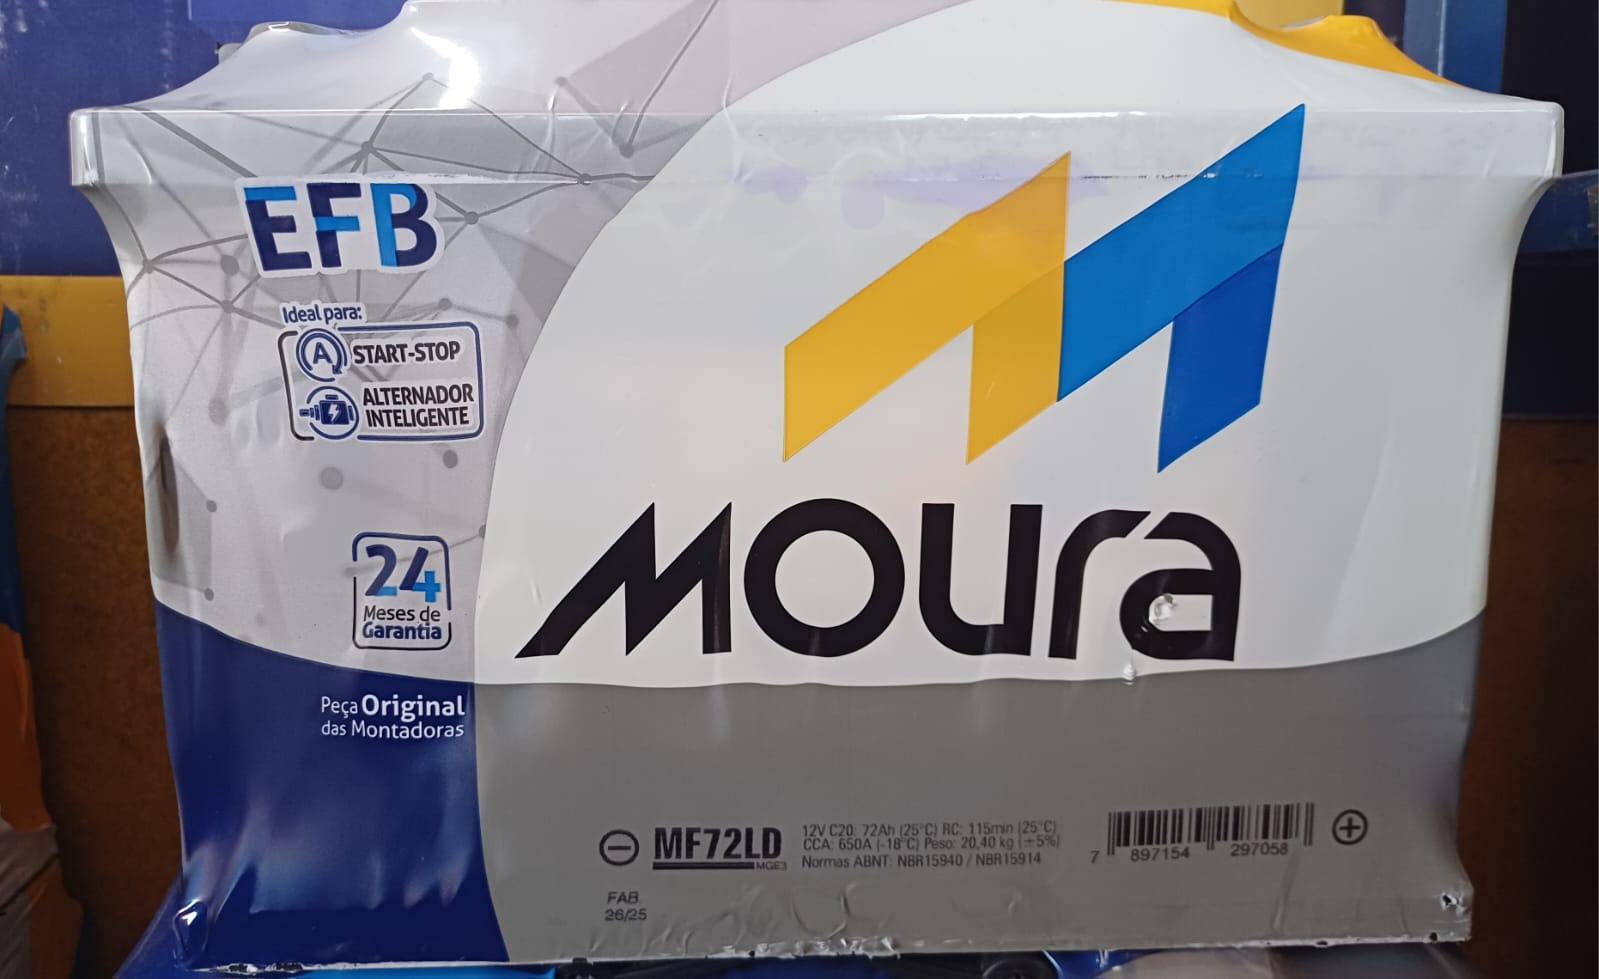 EFB
Ideal para:
A START-STOP
ALTERNADOR
INTELIGENTE
24
Meses de
Garantia
Peça Original
das Montadoras
Moura
MF72LD
MGE3
12V C20: 72Ah (25°C) RC: 115min (25°C)
CCA: 650A (-18°C) Peso: 20,40 kg (±5%)
Normas ABNT: NBR15940 / NBR15914
7 897154 297058
FAB.
26/25